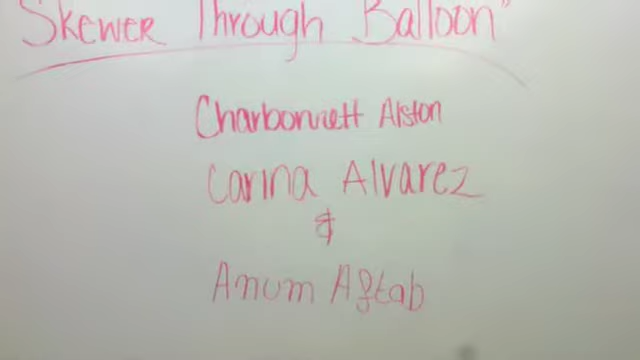 Skewer Through Balloon"
Charbonnett Alston
Carina Alvarez
&
Anum Aftab